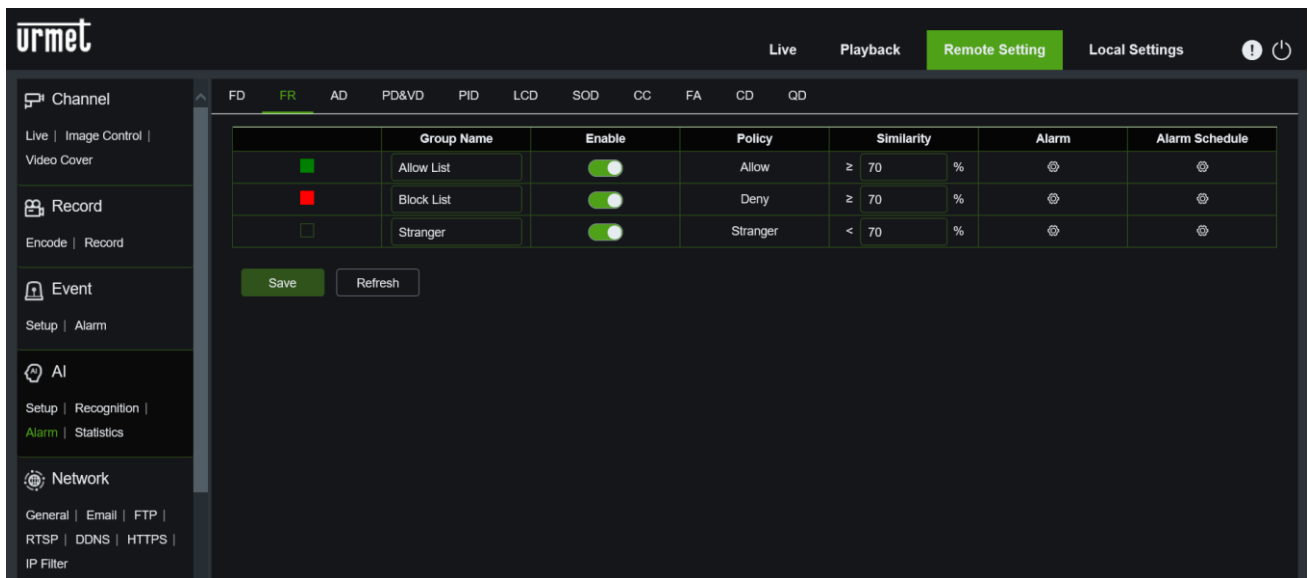 urmet
Live Playback Remote Setting Local Settings
Channel
Live | Image Control |
Video Cover
Record
Encode | Record
Event
Setup | Alarm
AI
Setup | Recognition |
Alarm | Statistics
Network
General | Email | FTP |
RTSP | DDNS | HTTPS |
IP Filter
FD FR AD PD&VD PID LCD SOD CC FA CD QD
Group Name Enable Policy Similarity Alarm Alarm Schedule
Allow List Allow ≥ 70 %
Block List Deny ≥ 70 %
Stranger Stranger < 70 %
Save Refresh